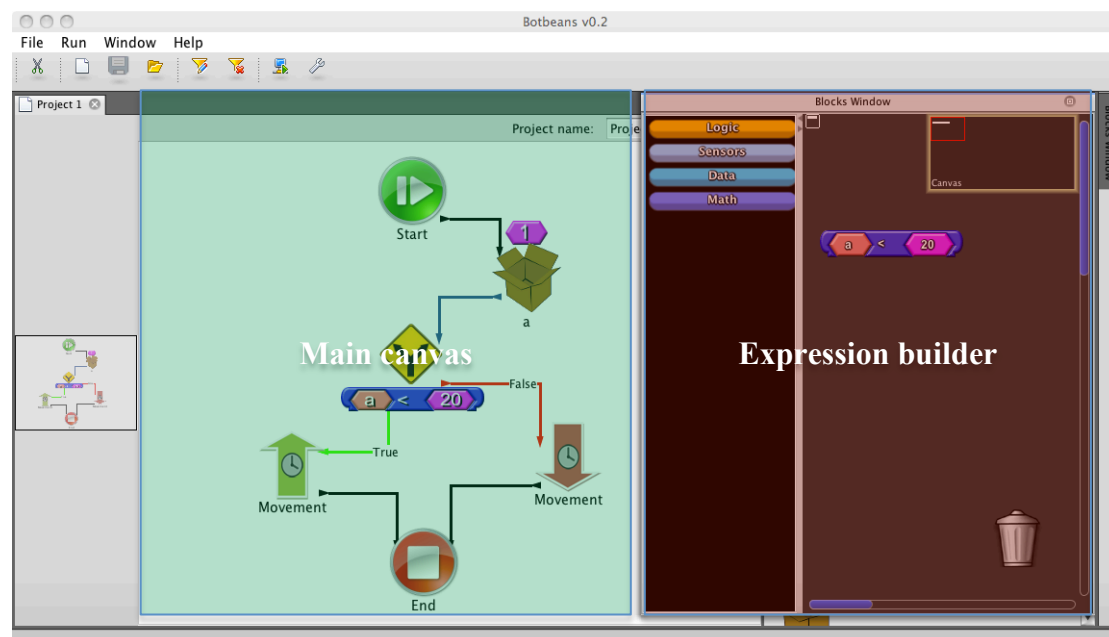 Botbeans v0.2
File Run Window Help
Project 1
Blocks Window
Project name: Proje
Logic
Sensors
Data
Math
Canvas
Start
1
a
a < 20
Main canvas
Expression builder
False
a < 20
True
Movement
Movement
End